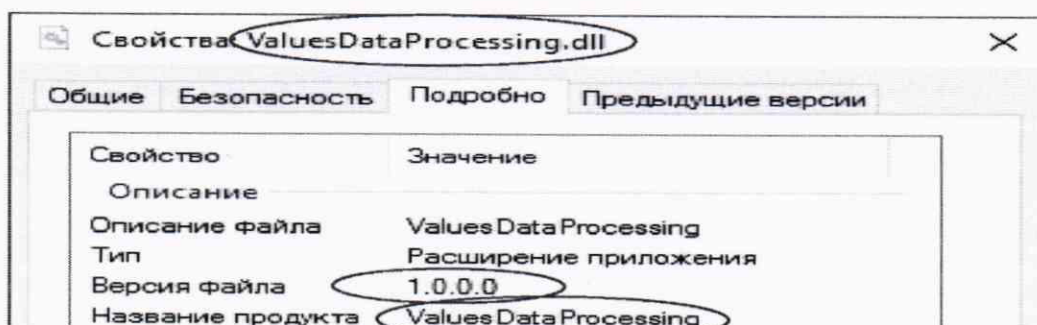 Свойства: ValuesDataProcessing.dll
Общие Безопасность Подробно Предыдущие версии
Свойство Значение
Описание
Описание файла ValuesDataProcessing
Тип Расширение приложения
Версия файла 1.0.0.0
Название продукта ValuesDataProcessing